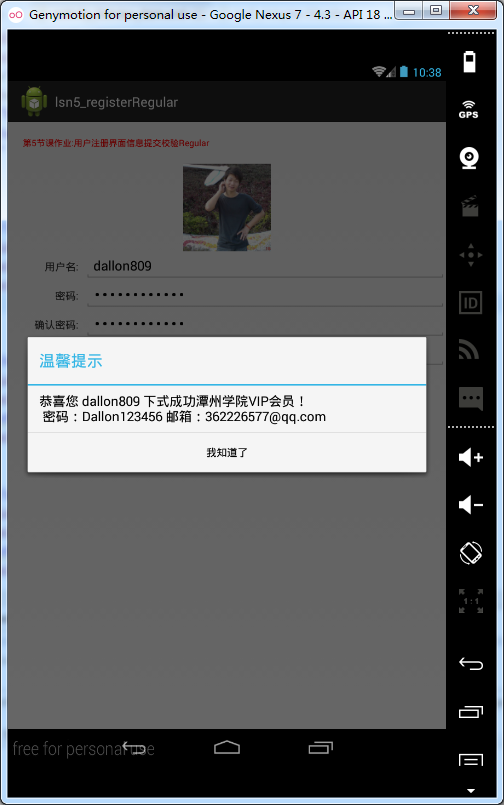 Genymotion for personal use - Google Nexus 7 - 4.3 - API 18 ...
10:38
lsn5_registerRegular
GPS
第5节课作业:用户注册界面信息提交校验Regular
用户名: dallon809
密码: ••••••••••••
确认密码: ••••••••••••
ID
温馨提示
恭喜您 dallon809 下式成功潭州学院VIP会员！
密码：Dallon123456 邮箱：362226577@qq.com
我知道了
1:1
free for personal use